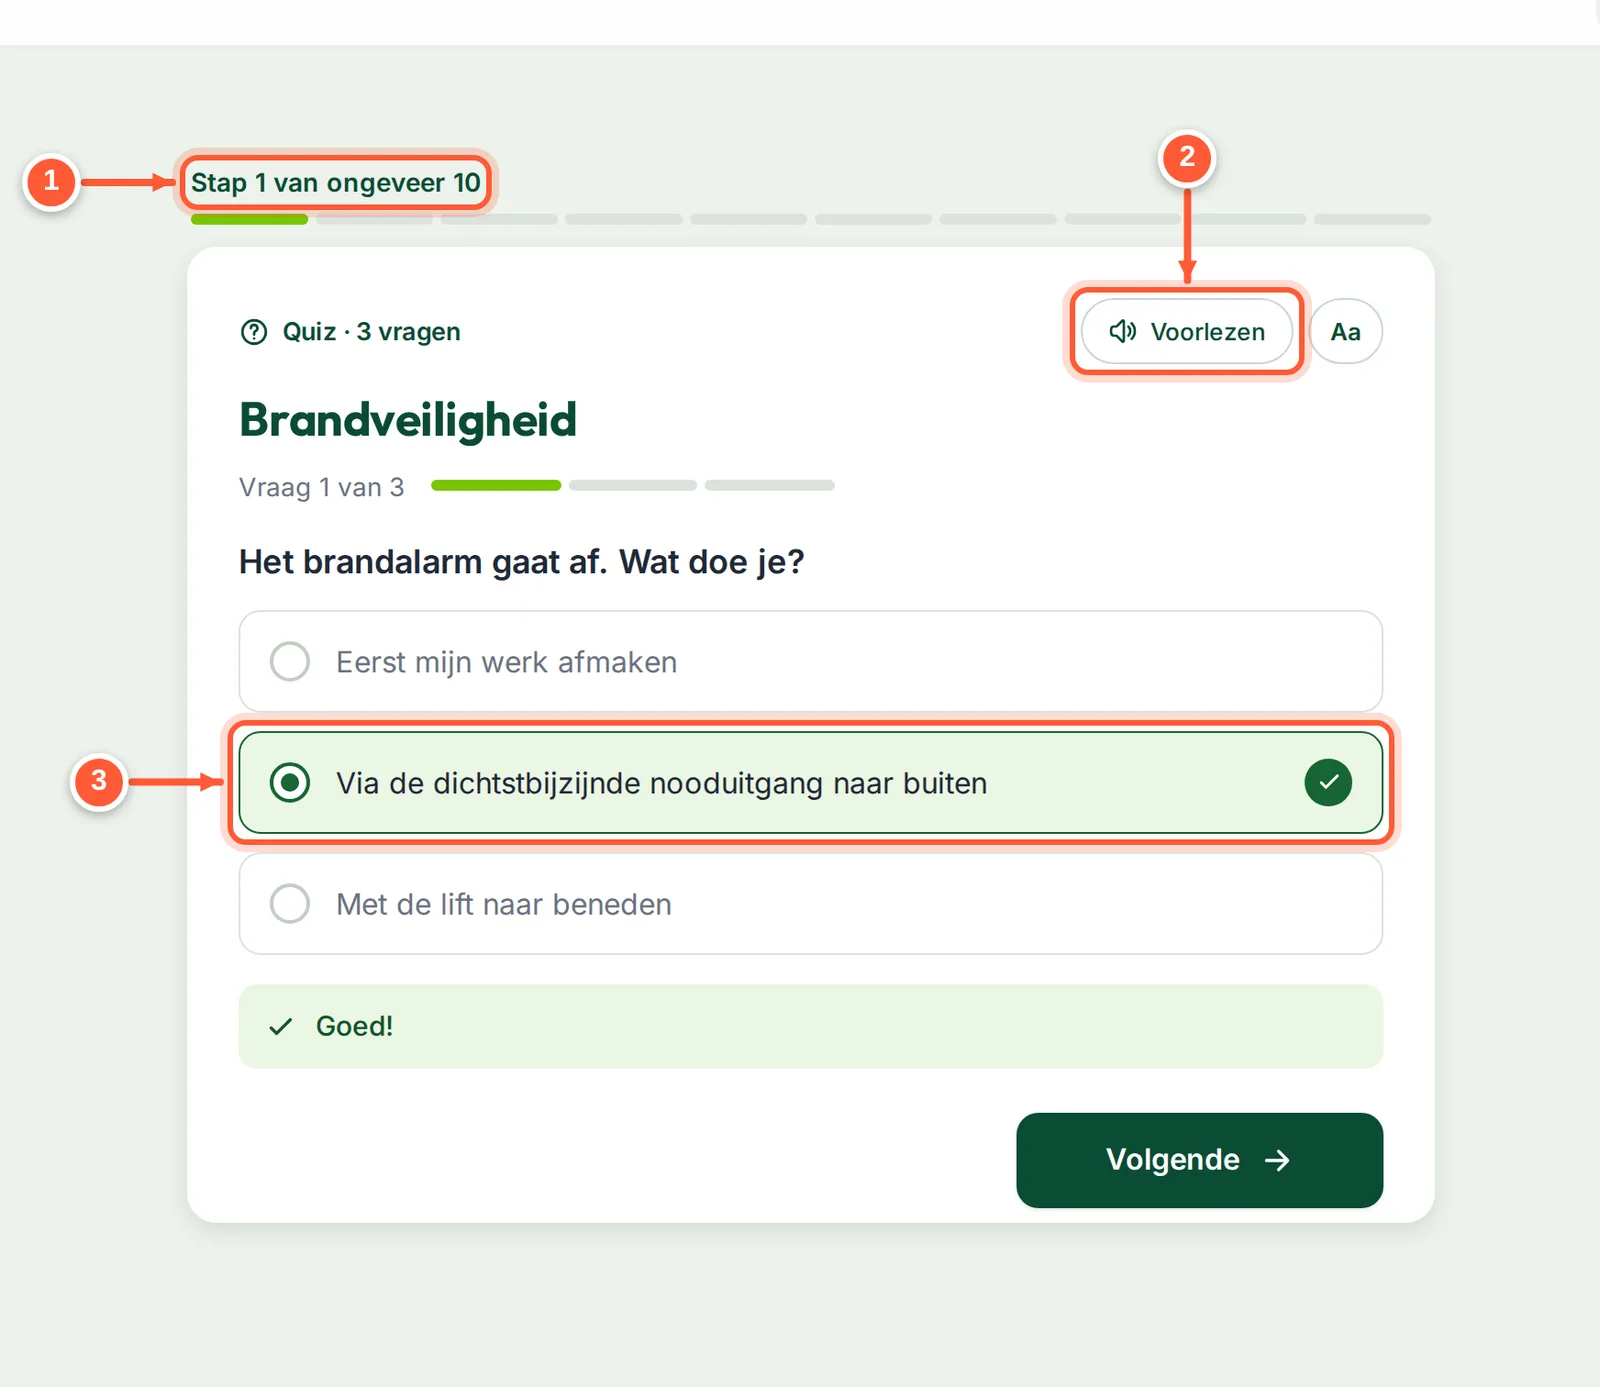 1
Stap 1 van ongeveer 10
2
Quiz · 3 vragen
Voorlezen
Aa
Brandveiligheid
Vraag 1 van 3
Het brandalarm gaat af. Wat doe je?
Eerst mijn werk afmaken
3
Via de dichtstbijzijnde nooduitgang naar buiten
Met de lift naar beneden
Goed!
Volgende →